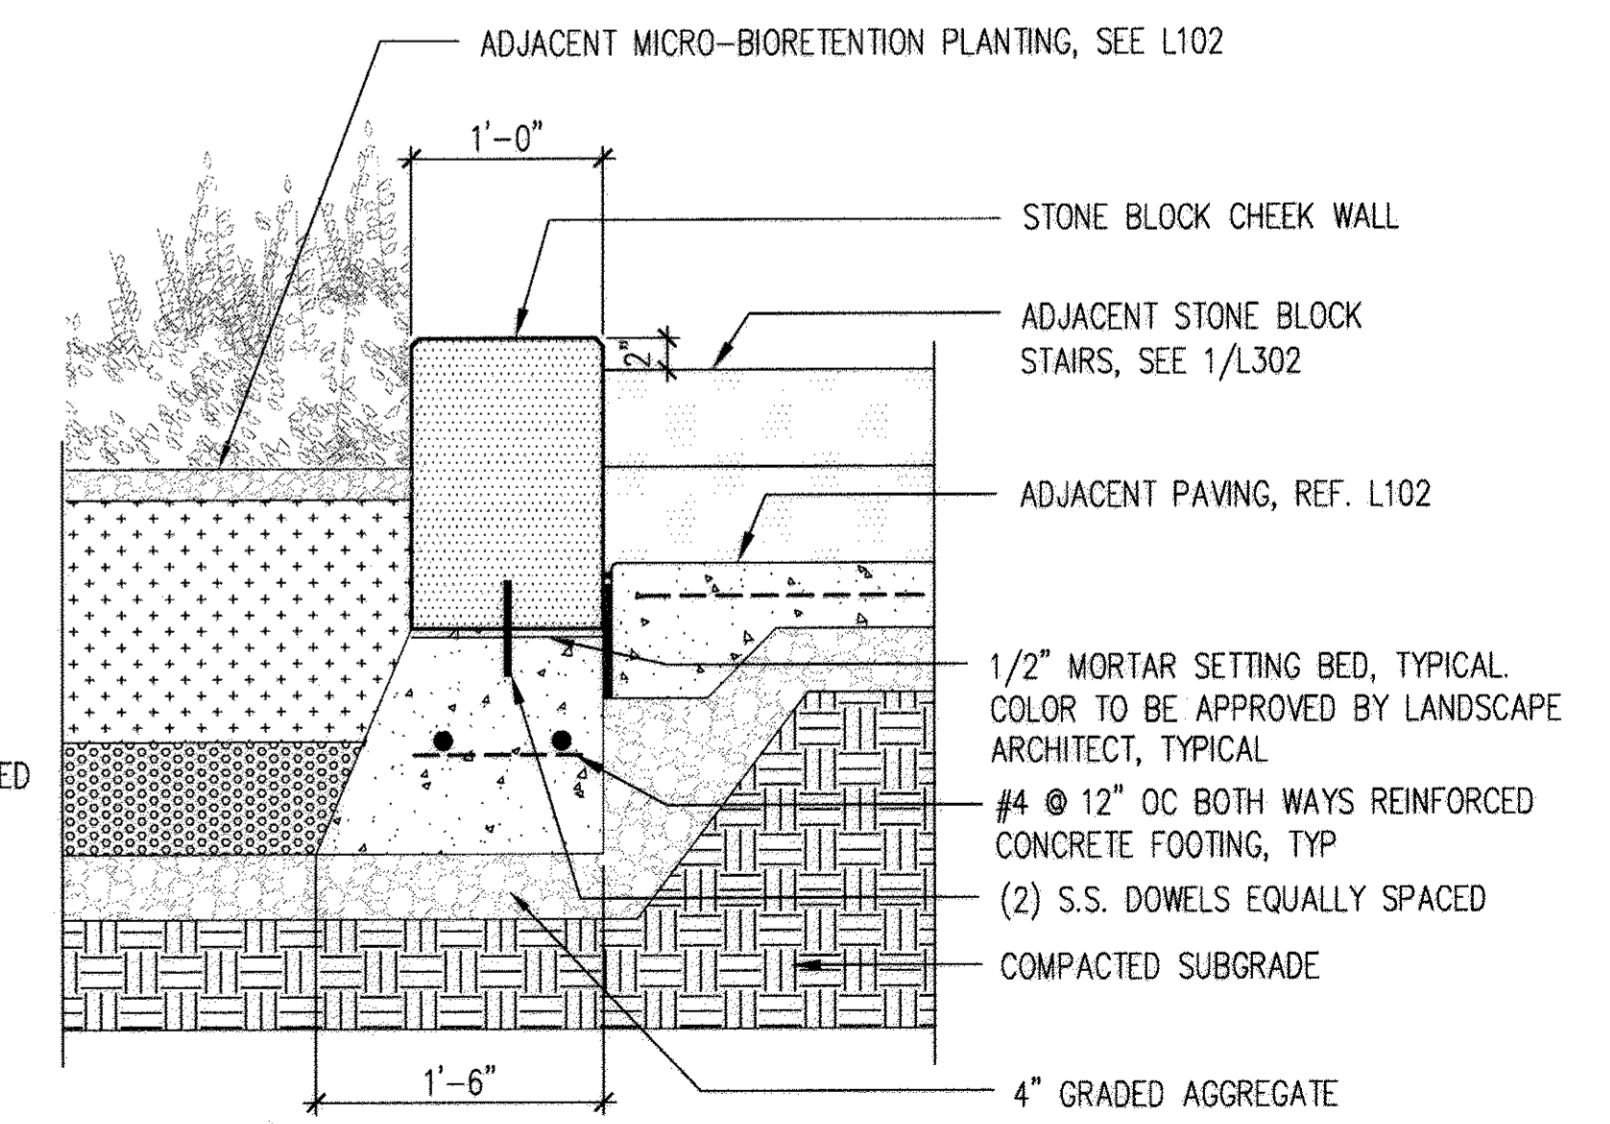 ADJACENT MICRO-BIORETENTION PLANTING, SEE L102
1'-0"
STONE BLOCK CHEEK WALL
ADJACENT STONE BLOCK
STAIRS, SEE 1/L302
2"
ADJACENT PAVING, REF. L102
1/2" MORTAR SETTING BED, TYPICAL.
COLOR TO BE APPROVED BY LANDSCAPE
ARCHITECT, TYPICAL
ED
#4 @ 12" OC BOTH WAYS REINFORCED
CONCRETE FOOTING, TYP
(2) S.S. DOWELS EQUALLY SPACED
COMPACTED SUBGRADE
1'-6"
4" GRADED AGGREGATE